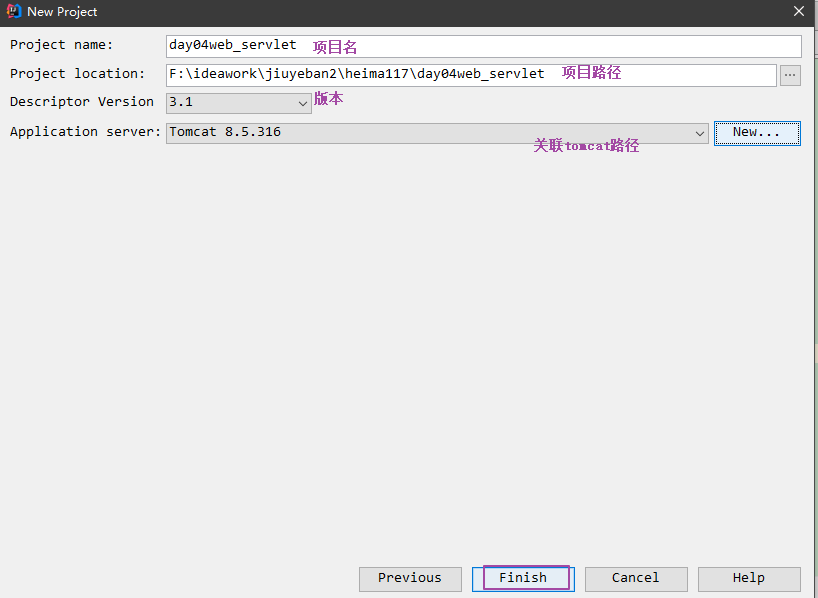 New Project
Project name: day04web_servlet 项目名
Project location: F:\ideawork\jiuyeban2\heima117\day04web_servlet 项目路径 ...
Descriptor Version 3.1 版本
Application server: Tomcat 8.5.316 New...
关联tomcat路径
Previous Finish Cancel Help